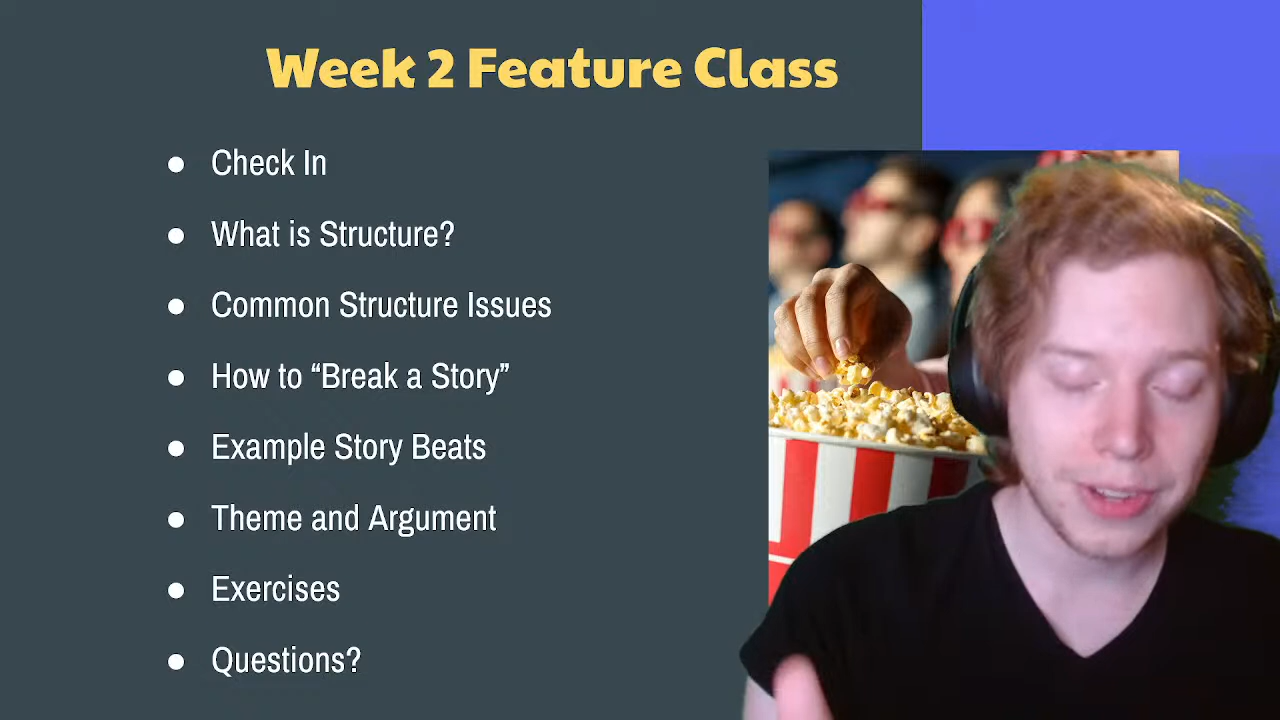 Week 2 Feature Class
● Check In
● What is Structure?
● Common Structure Issues
● How to “Break a Story”
● Example Story Beats
● Theme and Argument
● Exercises
● Questions?